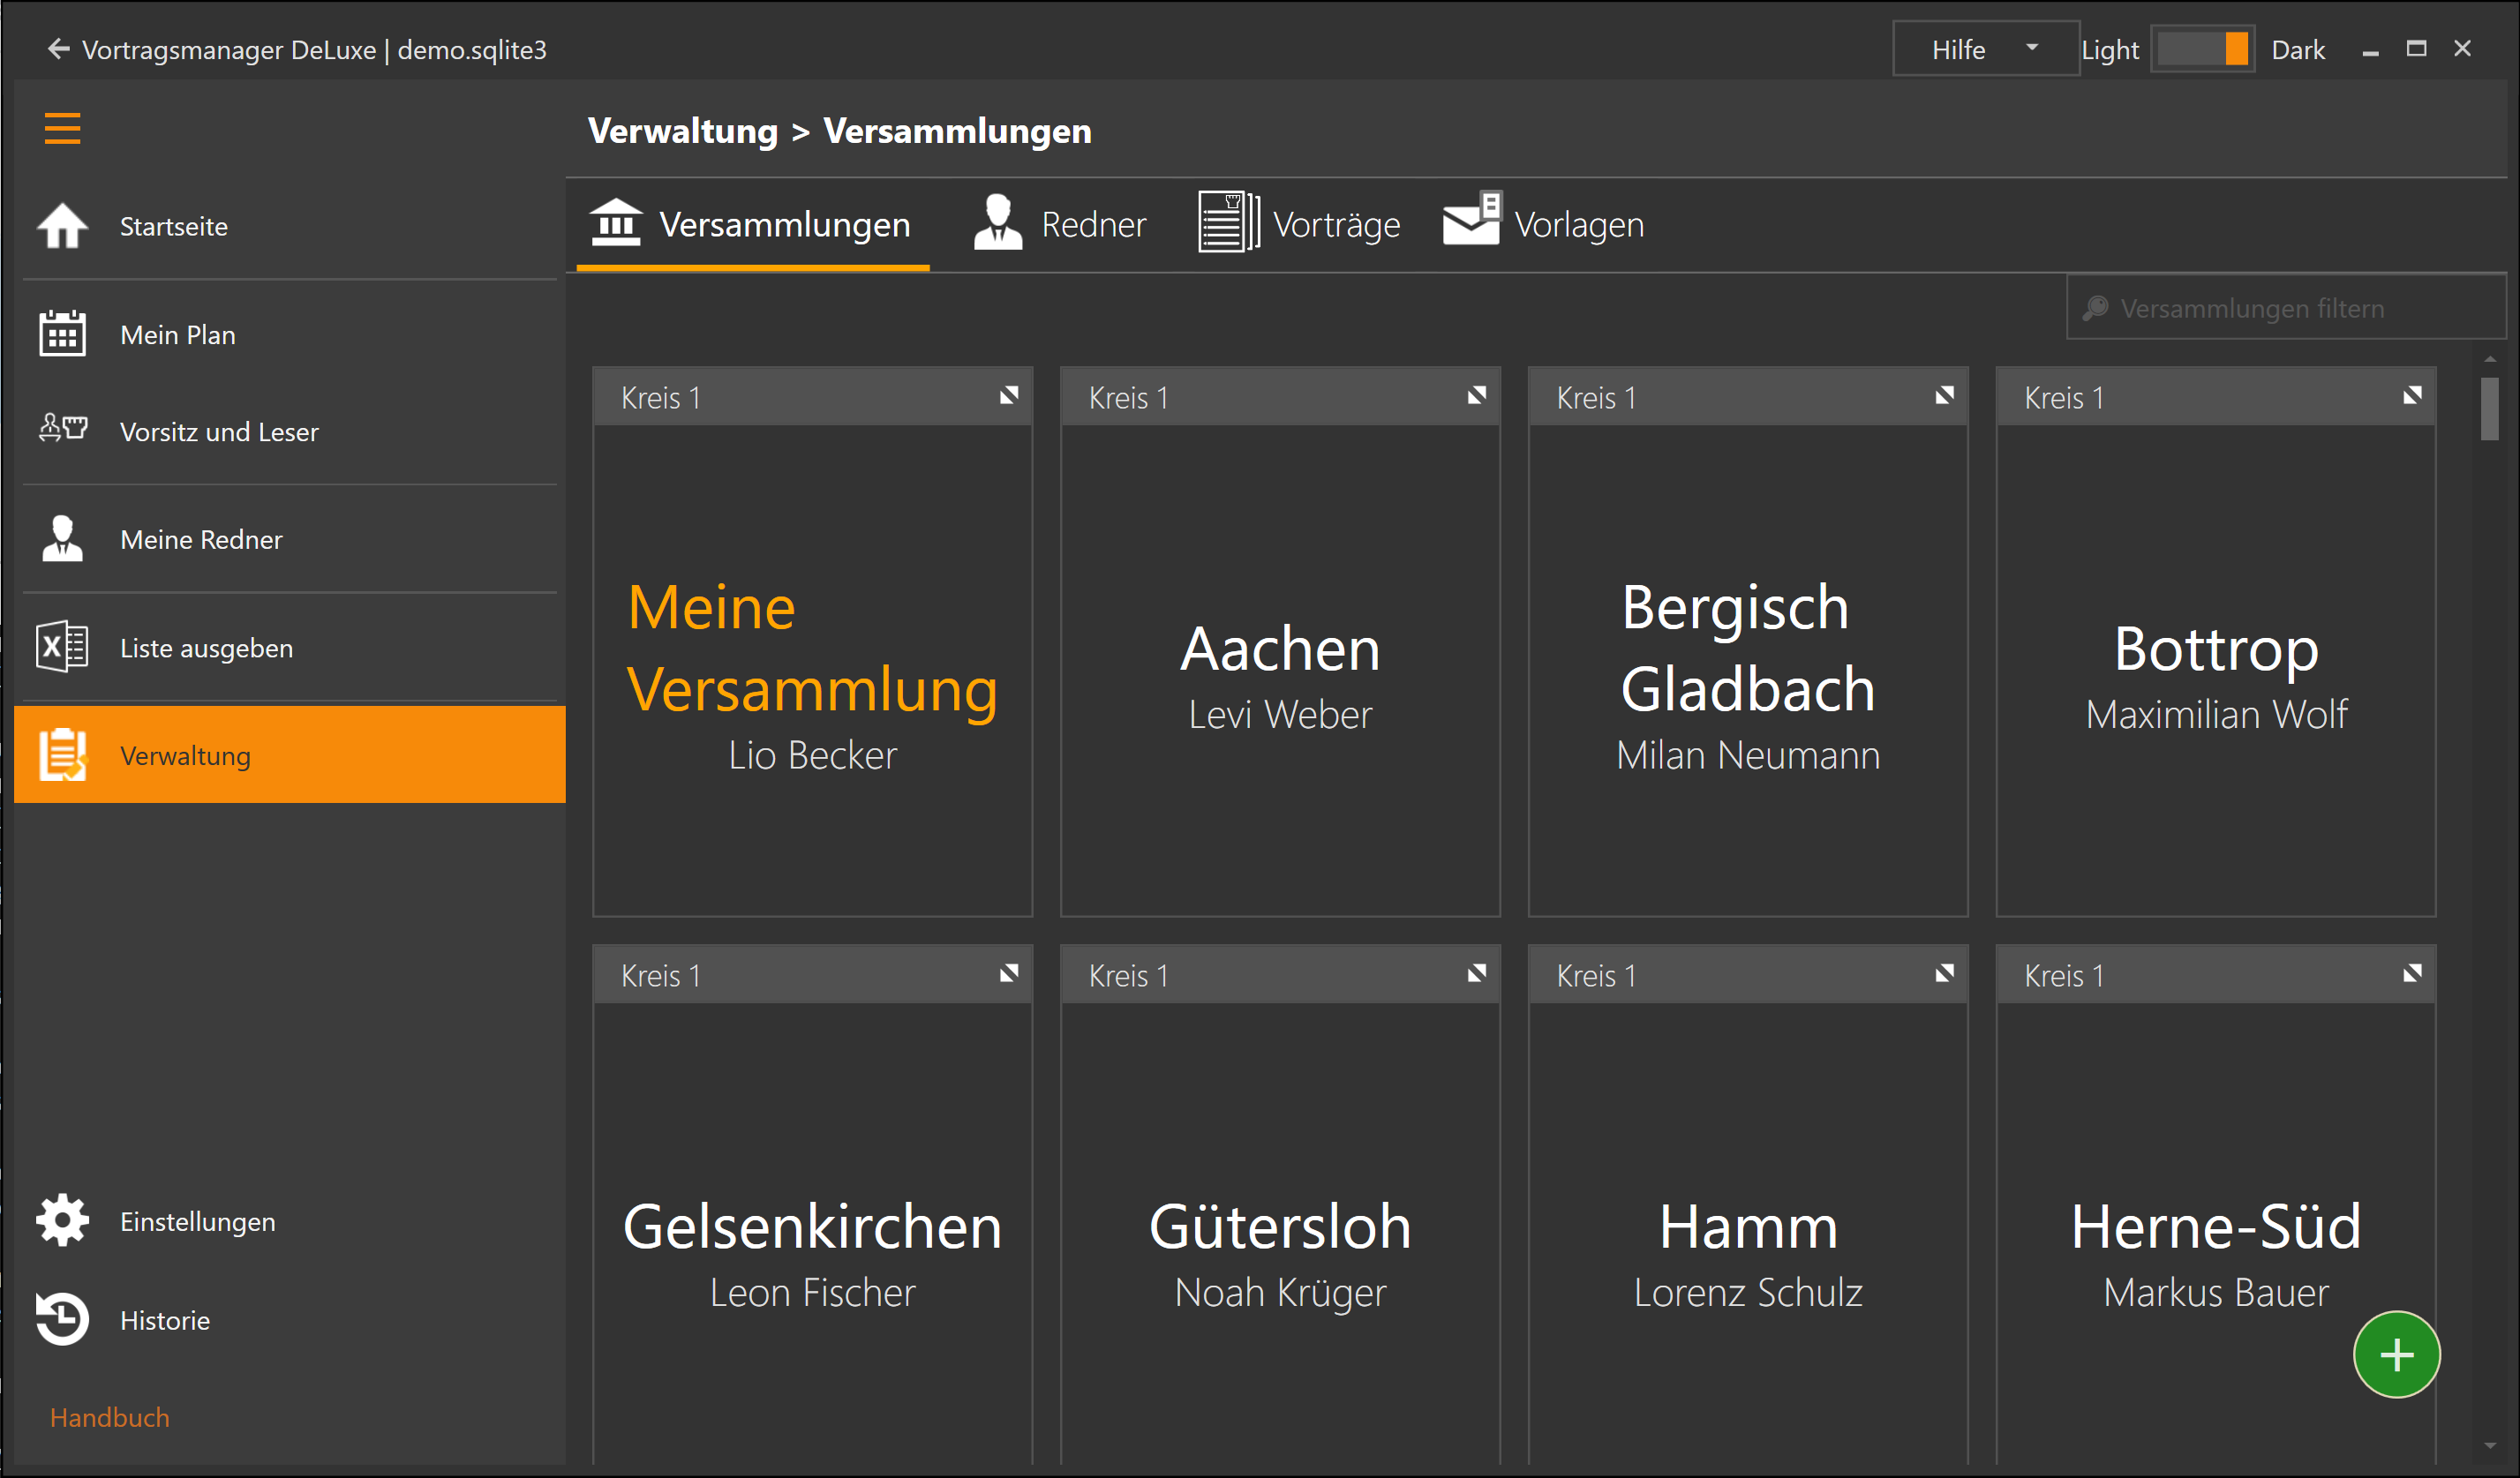 Vortragsmanager DeLuxe | demo.sqlite3
Hilfe
Light
Dark
Startseite
Mein Plan
Vorsitz und Leser
Meine Redner
Liste ausgeben
Verwaltung
Einstellungen
Historie
Handbuch
Verwaltung > Versammlungen
Versammlungen
Redner
Vorträge
Vorlagen
Versammlungen filtern
Kreis 1
Meine
Versammlung
Lio Becker
Kreis 1
Aachen
Levi Weber
Kreis 1
Bergisch
Gladbach
Milan Neumann
Kreis 1
Bottrop
Maximilian Wolf
Kreis 1
Gelsenkirchen
Leon Fischer
Kreis 1
Gütersloh
Noah Krüger
Kreis 1
Hamm
Lorenz Schulz
Kreis 1
Herne-Süd
Markus Bauer